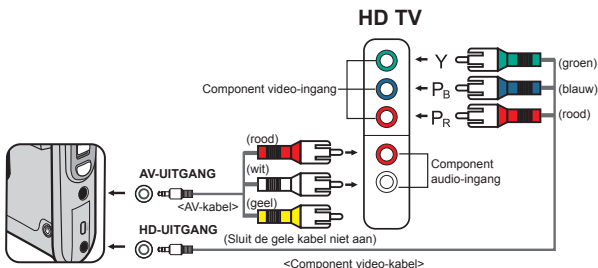 HD TV
Y
(groen)
Component video-ingang
PB
(blauw)
PR
(rood)
(rood)
AV-UITGANG
(wit)
Component
audio-ingang
<AV-kabel>
(geel)
HD-UITGANG
(Sluit de gele kabel niet aan)
<Component video-kabel>